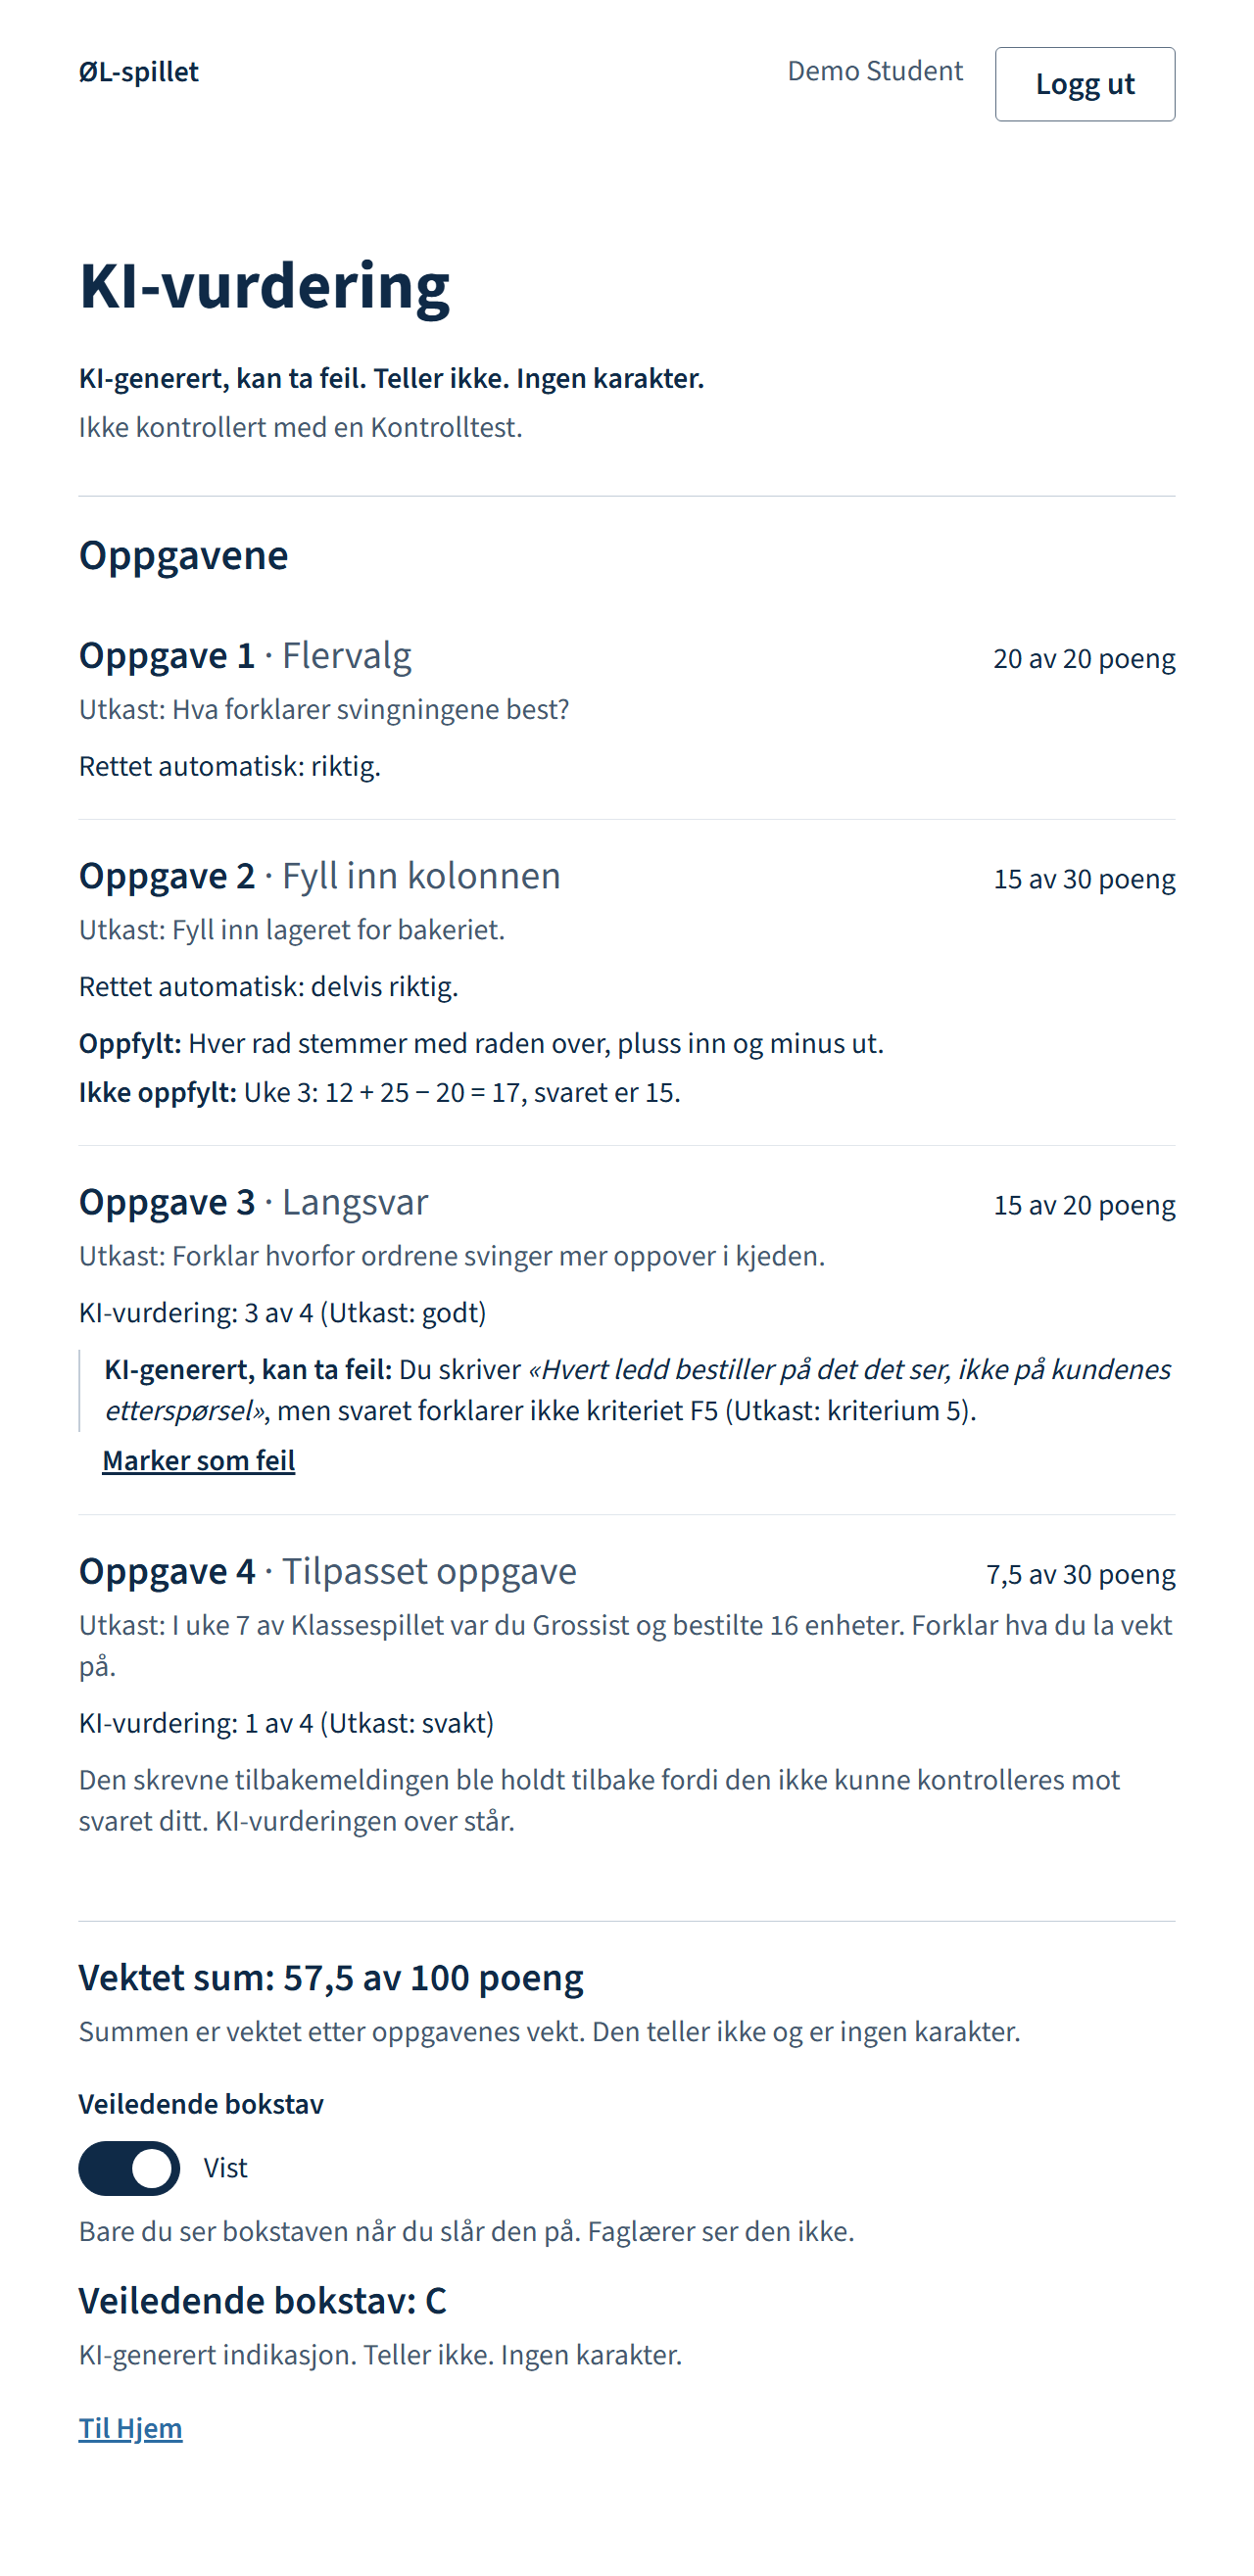 ØL-spillet
Demo Student
Logg ut
KI-vurdering
KI-generert, kan ta feil. Teller ikke. Ingen karakter.
Ikke kontrollert med en Kontrolltest.
Oppgavene
Oppgave 1 · Flervalg
20 av 20 poeng
Utkast: Hva forklarer svingningene best?
Rettet automatisk: riktig.
Oppgave 2 · Fyll inn kolonnen
15 av 30 poeng
Utkast: Fyll inn lageret for bakeriet.
Rettet automatisk: delvis riktig.
Oppfylt: Hver rad stemmer med raden over, pluss inn og minus ut.
Ikke oppfylt: Uke 3: 12 + 25 − 20 = 17, svaret er 15.
Oppgave 3 · Langsvar
15 av 20 poeng
Utkast: Forklar hvorfor ordrene svinger mer oppover i kjeden.
KI-vurdering: 3 av 4 (Utkast: godt)
KI-generert, kan ta feil: Du skriver «Hvert ledd bestiller på det det ser, ikke på kundenes
etterspørsel», men svaret forklarer ikke kriteriet F5 (Utkast: kriterium 5).
Marker som feil
Oppgave 4 · Tilpasset oppgave
7,5 av 30 poeng
Utkast: I uke 7 av Klassespillet var du Grossist og bestilte 16 enheter. Forklar hva du la vekt
på.
KI-vurdering: 1 av 4 (Utkast: svakt)
Den skrevne tilbakemeldingen ble holdt tilbake fordi den ikke kunne kontrolleres mot
svaret ditt. KI-vurderingen over står.
Vektet sum: 57,5 av 100 poeng
Summen er vektet etter oppgavenes vekt. Den teller ikke og er ingen karakter.
Veiledende bokstav
Vist
Bare du ser bokstaven når du slår den på. Faglærer ser den ikke.
Veiledende bokstav: C
KI-generert indikasjon. Teller ikke. Ingen karakter.
Til Hjem